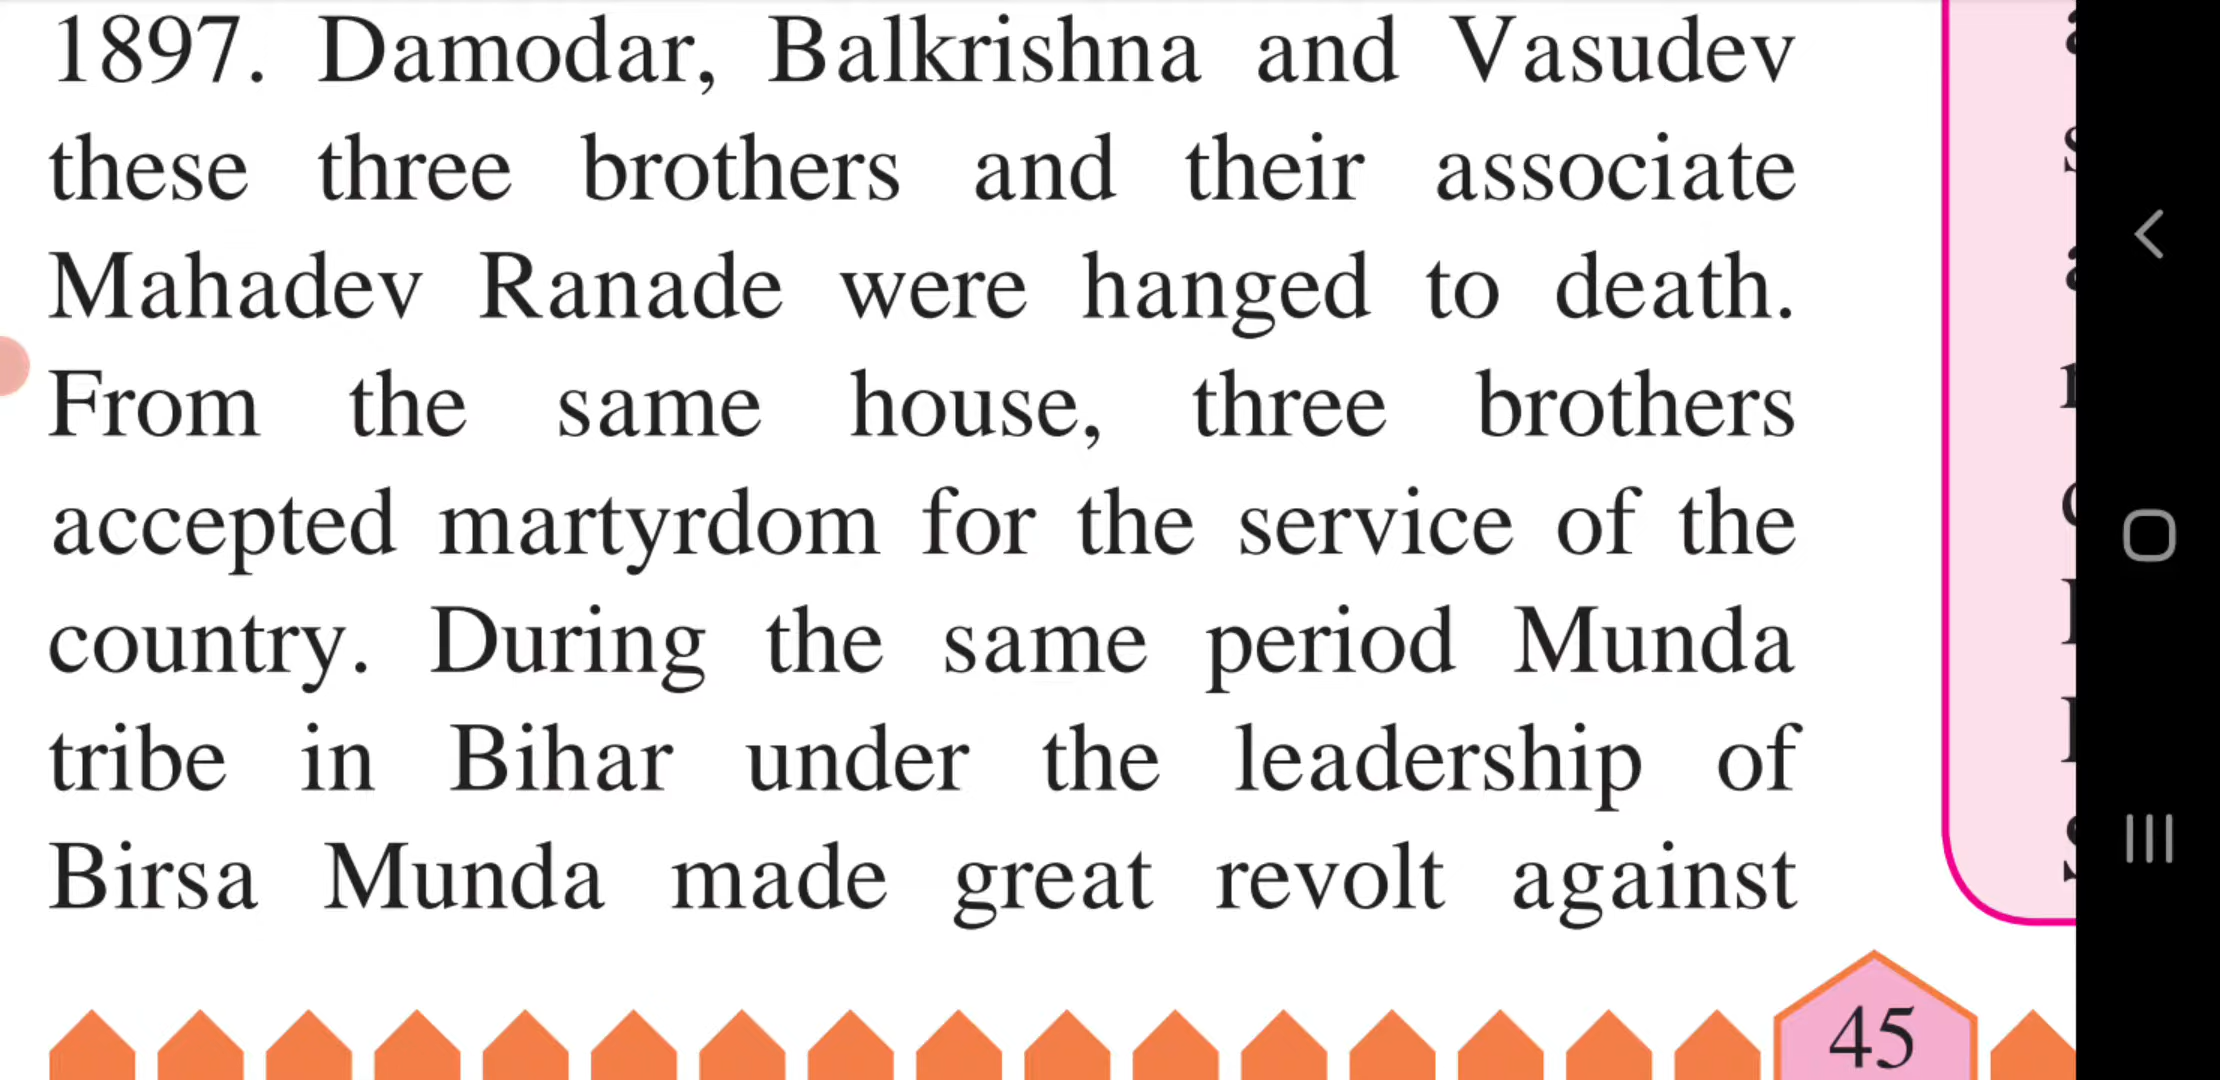 1897. Damodar, Balkrishna and Vasudev
these three brothers and their associate
Mahadev Ranade were hanged to death.
From the same house, three brothers
accepted martyrdom for the service of the
country. During the same period Munda
tribe in Bihar under the leadership of
Birsa Munda made great revolt against
45